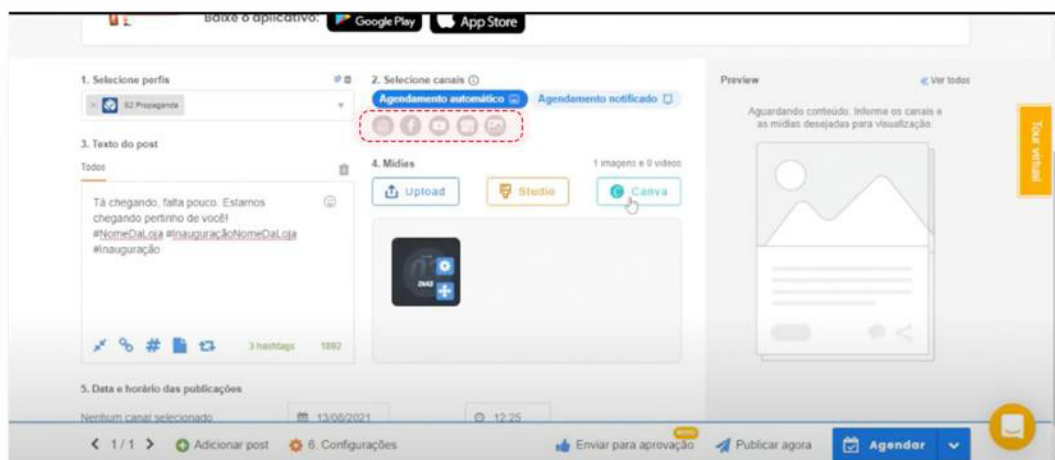 Baixe o aplicativo:
Google Play
App Store
1. Selecione perfis
62 Propaganda
2. Selecione canais
Agendamento automático
Agendamento notificado
3. Texto do post
Todos
Tá chegando, falta pouco. Estamos
chegando pertinho de você!
#NomeDaLoja #InauguraçãoNomeDaLoja
#Inauguração
3 hashtags
1892
4. Mídias
1 imagens e 0 vídeos
Upload
Studio
Canva
DIAS
Preview
Ver todos
Aguardando conteúdo. Informe os canais e
as mídias desejadas para visualização.
Tour virtual
5. Data e horário das publicações
Nenhum canal selecionado
13/08/2021
12:25
1 / 1
Adicionar post
6. Configurações
Enviar para aprovação
NOVO
Publicar agora
Agendar